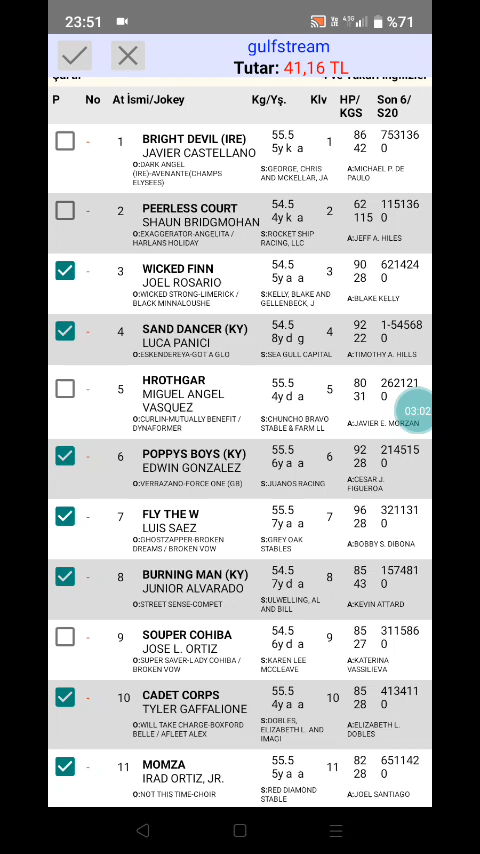 23:51
4.5G
%71
gulfstream
Tutar: 41,16 TL
P No At İsmi/Jokey Kg/Yş. Klv HP/KGS Son 6/S20
- 1 BRIGHT DEVIL (IRE) 55.5 1 86 753136
JAVIER CASTELLANO 5y k a 42 0
O:DARK ANGEL (IRE)-AVENANTE(CHAMPS ELYSEES) S:GEORGE, CHRIS AND MCKELLAR, JA A:MICHAEL P. DE PAULO
- 2 PEERLESS COURT 54.5 2 62 115136
SHAUN BRIDGMOHAN 4y k a 115 0
O:EXAGGERATOR-ANGELITA / HARLANS HOLIDAY S:ROCKET SHIP RACING, LLC A:JEFF A. HILES
- 3 WICKED FINN 54.5 3 90 621424
JOEL ROSARIO 5y a a 28 0
O:WICKED STRONG-LIMERICK / BLACK MINNALOUSHE S:KELLY, BLAKE AND GELLENBECK, J A:BLAKE KELLY
- 4 SAND DANCER (KY) 54.5 4 92 1-54568
LUCA PANICI 8y d g 22 0
O:ESKENDEREYA-GOT A GLO S:SEA GULL CAPITAL A:TIMOTHY A. HILLS
- 5 HROTHGAR 55.5 5 80 262121
MIGUEL ANGEL VASQUEZ 4y d a 31 0
03:02
O:CURLIN-MUTUALLY BENEFIT / DYNAFORMER S:CHUNCHO BRAVO STABLE & FARM LL A:JAVIER E. MORZAN
- 6 POPPYS BOYS (KY) 55.5 6 92 214515
EDWIN GONZALEZ 6y a a 28 0
O:VERRAZANO-FORCE ONE (GB) S:JUANOS RACING A:CESAR J. FIGUEROA
- 7 FLY THE W 55.5 7 96 321131
LUIS SAEZ 7y a a 28 0
O:GHOSTZAPPER-BROKEN DREAMS / BROKEN VOW S:GREY OAK STABLES A:BOBBY S. DIBONA
- 8 BURNING MAN (KY) 54.5 8 85 157481
JUNIOR ALVARADO 7y d a 43 0
O:STREET SENSE-COMPET S:ULWELLING, AL AND BILL A:KEVIN ATTARD
- 9 SOUPER COHIBA 54.5 9 85 311586
JOSE L. ORTIZ 6y d a 27 0
O:SUPER SAVER-LADY COHIBA / BROKEN VOW S:KAREN LEE MCCLEAVE A:KATERINA VASSILIEVA
- 10 CADET CORPS 55.5 10 85 413411
TYLER GAFFALIONE 4y a a 28 0
O:WILL TAKE CHARGE-BOXFORD BELLE / AFLEET ALEX S:DOBLES, ELIZABETH L. AND IMAGI A:ELIZABETH L. DOBLES
- 11 MOMZA 55.5 11 82 651142
IRAD ORTIZ, JR. 5y a a 28 0
O:NOT THIS TIME-CHOIR S:RED DIAMOND STABLE A:JOEL SANTIAGO